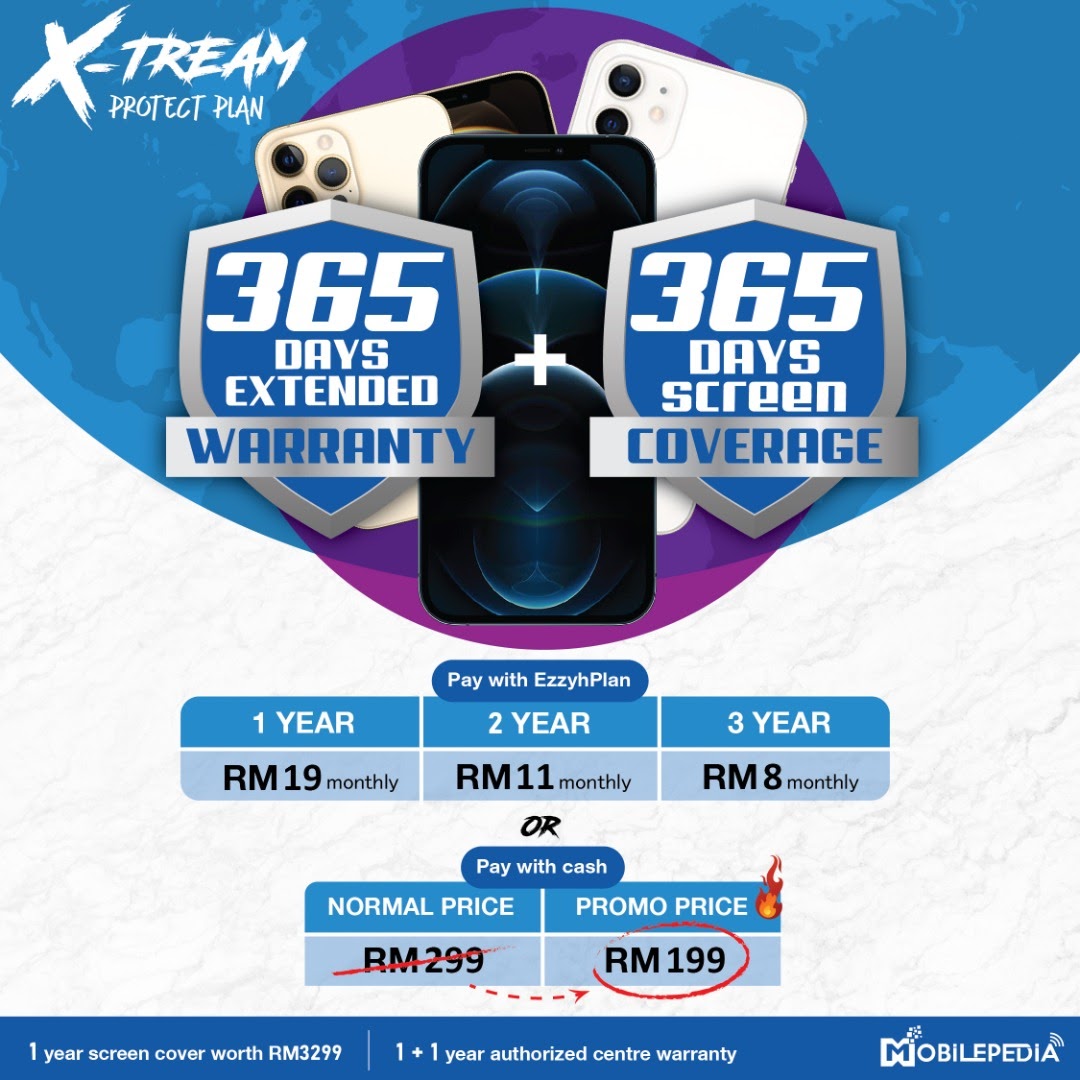 X-TREAM
PROTECT PLAN
365
DAYS
EXTENDED
WARRANTY
+
365
DAYS
screen
COVERAGE
Pay with EzzyhPlan
1 YEAR 2 YEAR 3 YEAR
RM19 monthly RM11 monthly RM8 monthly
OR
Pay with cash
NORMAL PRICE PROMO PRICE
RM299 RM199
1 year screen cover worth RM3299 1 + 1 year authorized centre warranty MOBILEPEDIA